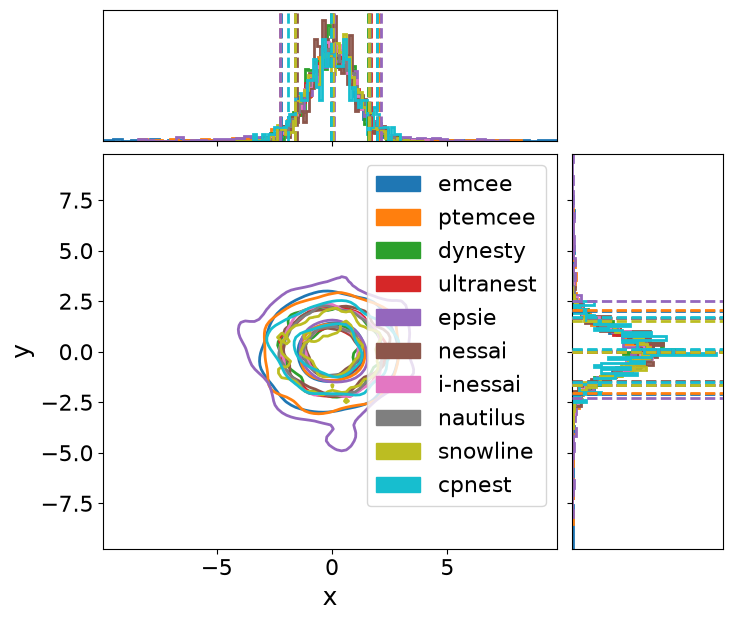 emcee
ptemcee
dynesty
ultranest
epsie
nessai
i-nessai
nautilus
snowline
cpnest
7.5
5.0
2.5
0.0
−2.5
−5.0
−7.5
y
−5
0
5
x